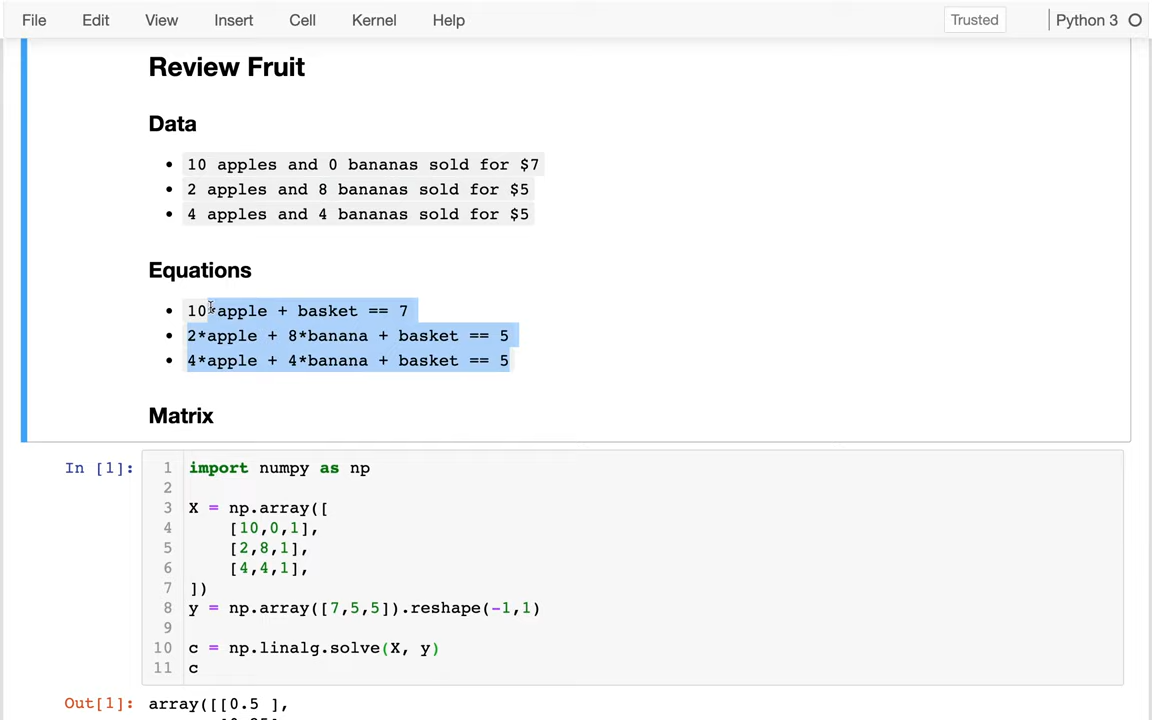 File Edit View Insert Cell Kernel Help Trusted Python 3
Review Fruit
Data
• 10 apples and 0 bananas sold for $7
• 2 apples and 8 bananas sold for $5
• 4 apples and 4 bananas sold for $5
Equations
• 10*apple + basket == 7
• 2*apple + 8*banana + basket == 5
• 4*apple + 4*banana + basket == 5
Matrix
In [1]: 1 import numpy as np
2
3 X = np.array([
4     [10,0,1],
5     [2,8,1],
6     [4,4,1],
7 ])
8 y = np.array([7,5,5]).reshape(-1,1)
9
10 c = np.linalg.solve(X, y)
11 c
Out[1]: array([[0.5 ],